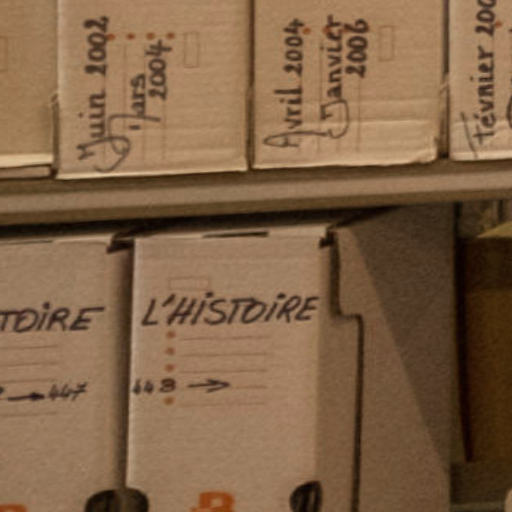 Juin 2002
Mars
2004
Avril 2004
Janvier
2006
Février 200
TOIRE
→ 447
L'HISTOIRE
448 →
B